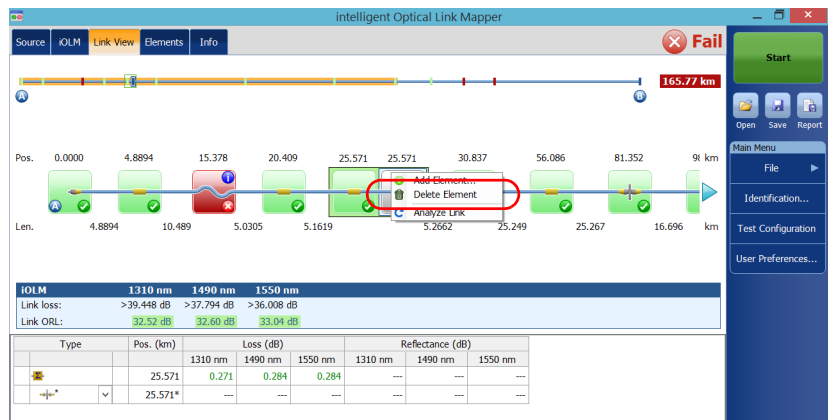 intelligent Optical Link Mapper
Source iOLM Link View Elements Info
Fail
Start
165.77 km
A B
Open Save Report
Main Menu
Pos. 0.0000 4.8894 15.378 20.409 25.571 25.571 30.837 56.086 81.352 98 km
File
Add Element...
Delete Element
Analyze Link
A
Identification...
Len. 4.8894 10.489 5.0305 5.1619 5.2662 25.249 25.267 16.696 km
Test Configuration
User Preferences...
iOLM 1310 nm 1490 nm 1550 nm
Link loss: >39.448 dB >37.794 dB >36.008 dB
Link ORL: 32.52 dB 32.60 dB 33.04 dB
Type Pos. (km) Loss (dB) Reflectance (dB)
1310 nm 1490 nm 1550 nm 1310 nm 1490 nm 1550 nm
25.571 0.271 0.284 0.284 --- --- ---
* 25.571* --- --- --- --- --- ---